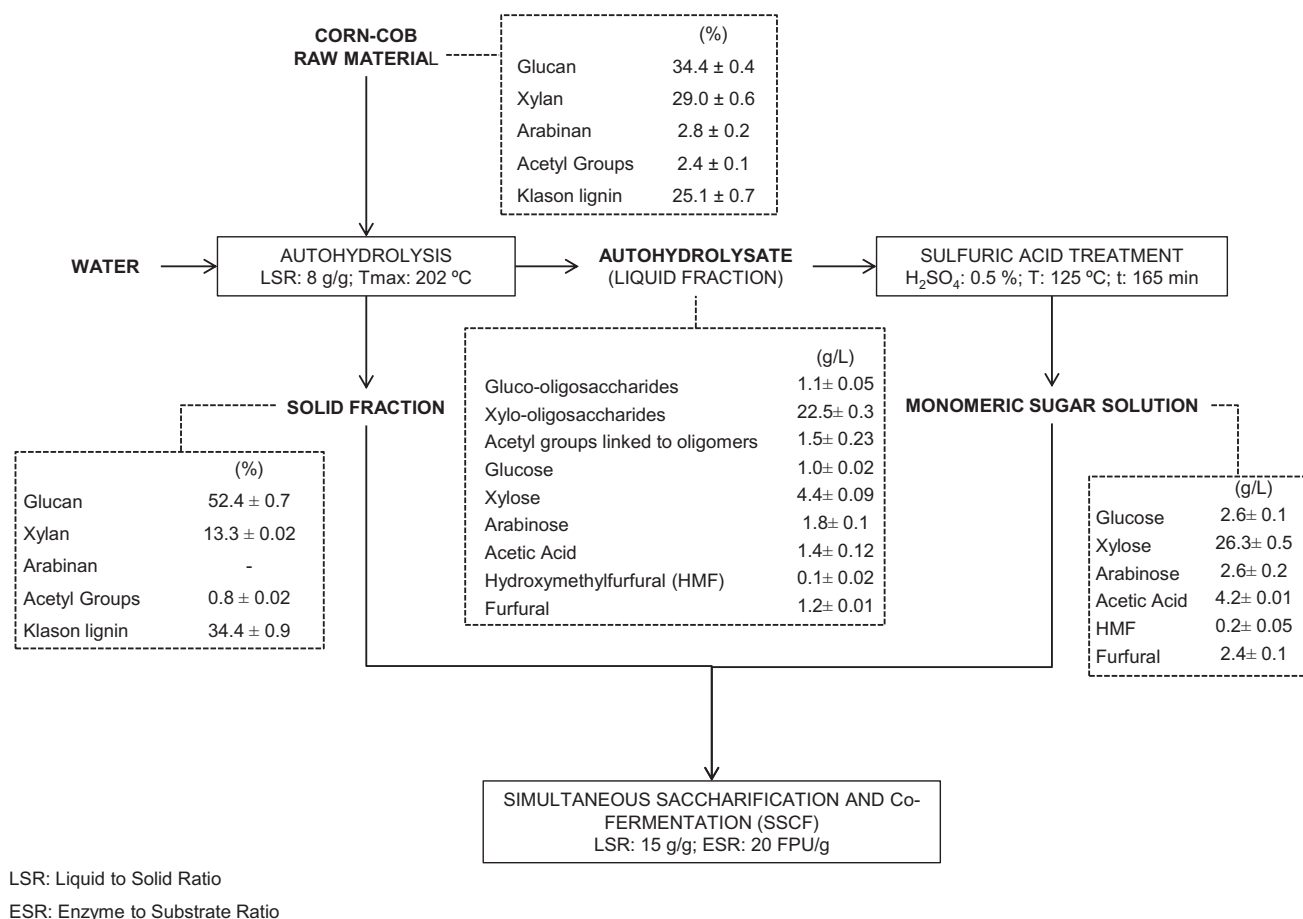 CORN-COB
RAW MATERIAL
(%)
Glucan 34.4 ± 0.4
Xylan 29.0 ± 0.6
Arabinan 2.8 ± 0.2
Acetyl Groups 2.4 ± 0.1
Klason lignin 25.1 ± 0.7
WATER
AUTOHYDROLYSIS
LSR: 8 g/g; Tmax: 202 ºC
AUTOHYDROLYSATE
(LIQUID FRACTION)
SULFURIC ACID TREATMENT
H₂SO₄: 0.5 %; T: 125 ºC; t: 165 min
(g/L)
Gluco-oligosaccharides 1.1± 0.05
Xylo-oligosaccharides 22.5± 0.3
Acetyl groups linked to oligomers 1.5± 0.23
Glucose 1.0± 0.02
Xylose 4.4± 0.09
Arabinose 1.8± 0.1
Acetic Acid 1.4± 0.12
Hydroxymethylfurfural (HMF) 0.1± 0.02
Furfural 1.2± 0.01
SOLID FRACTION
(%)
Glucan 52.4 ± 0.7
Xylan 13.3 ± 0.02
Arabinan -
Acetyl Groups 0.8 ± 0.02
Klason lignin 34.4 ± 0.9
MONOMERIC SUGAR SOLUTION
(g/L)
Glucose 2.6± 0.1
Xylose 26.3± 0.5
Arabinose 2.6± 0.2
Acetic Acid 4.2± 0.01
HMF 0.2± 0.05
Furfural 2.4± 0.1
SIMULTANEOUS SACCHARIFICATION AND Co-
FERMENTATION (SSCF)
LSR: 15 g/g; ESR: 20 FPU/g
LSR: Liquid to Solid Ratio
ESR: Enzyme to Substrate Ratio